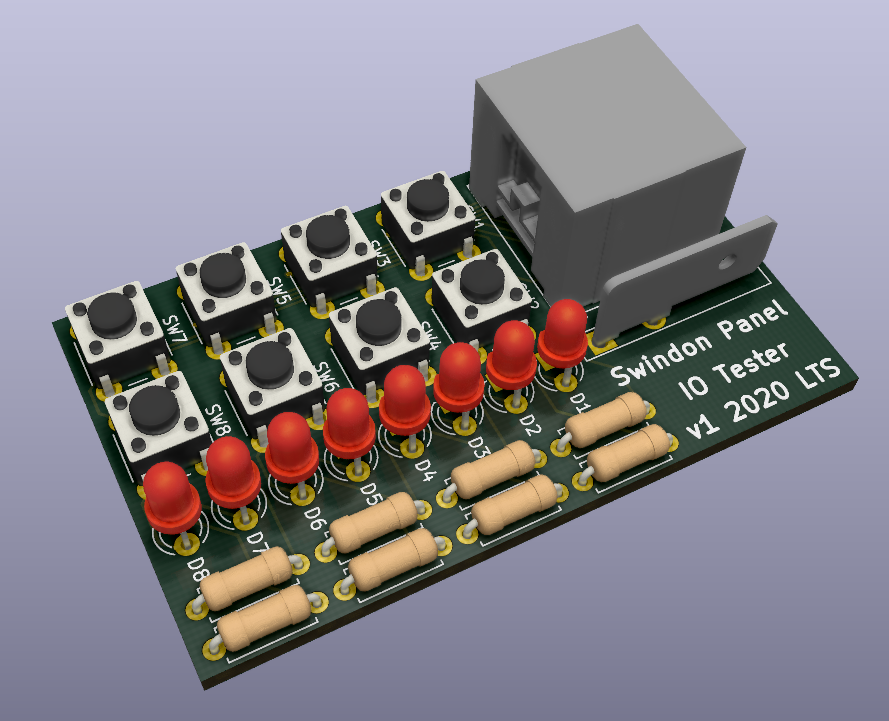 SW7
SW5
SW3
SW8
SW6
SW4
D8
D7
D6
D5
D4
D3
D2
D1
Swindon Panel
IO Tester
v1 2020 LTS